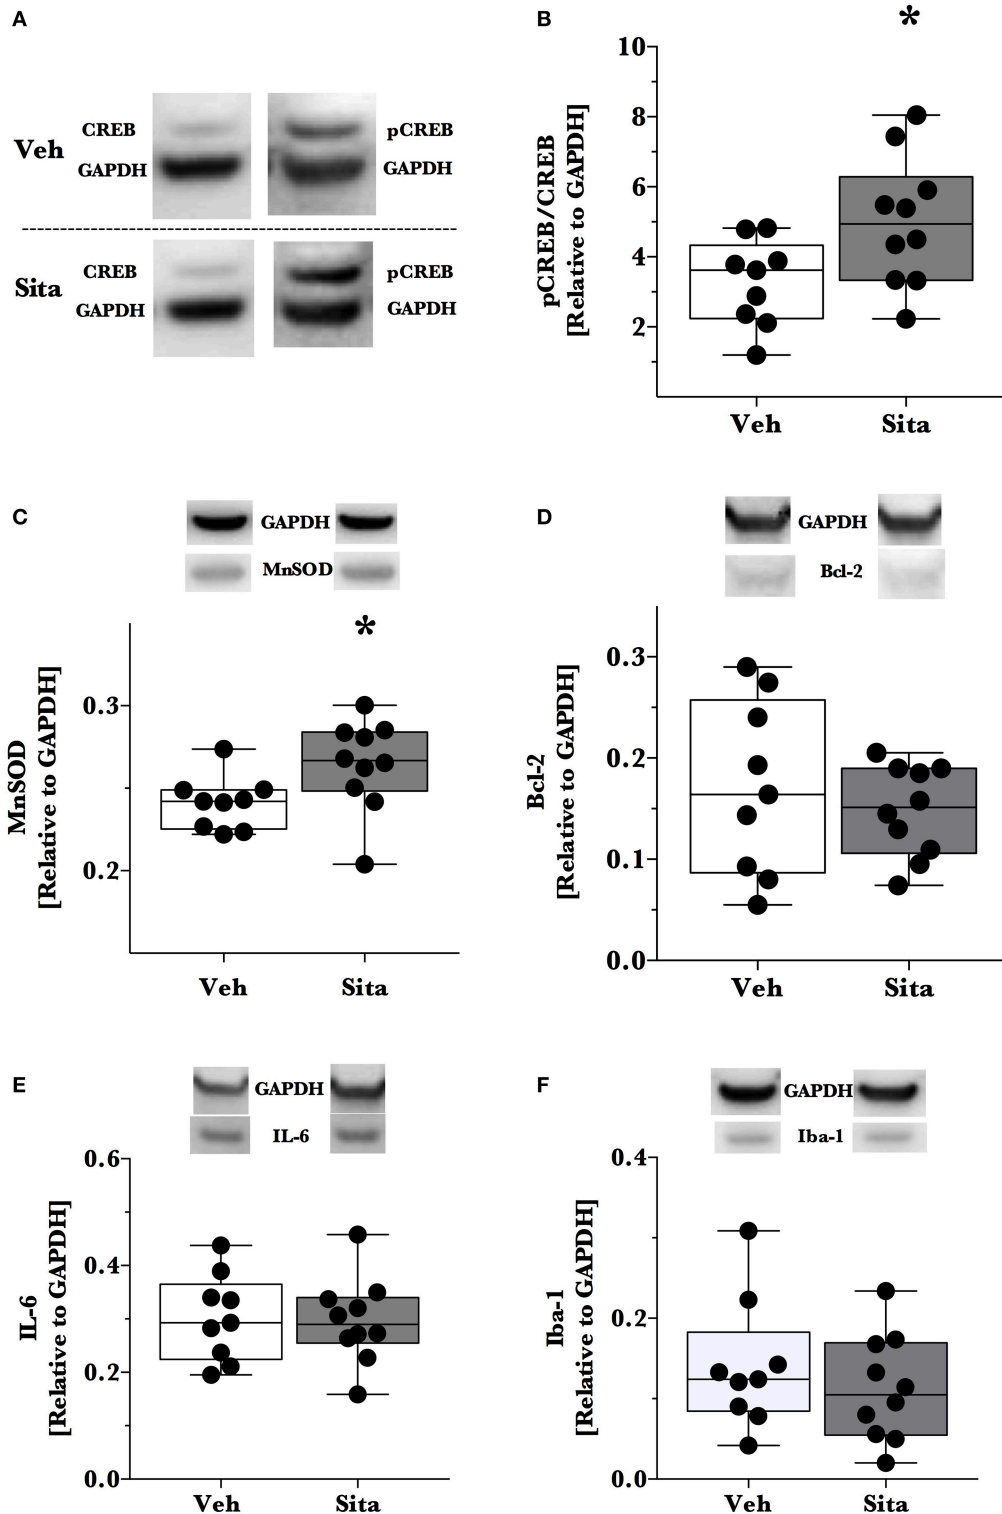 A
Veh
CREB
GAPDH
pCREB
GAPDH
Sita
CREB
GAPDH
pCREB
GAPDH
B
*
pCREB/CREB
[Relative to GAPDH]
10
8
6
4
2
Veh
Sita
C
GAPDH
MnSOD
*
MnSOD
[Relative to GAPDH]
0.3
0.2
Veh
Sita
D
GAPDH
Bcl-2
Bcl-2
[Relative to GAPDH]
0.3
0.2
0.1
0.0
Veh
Sita
E
GAPDH
IL-6
IL-6
[Relative to GAPDH]
0.6
0.4
0.2
0.0
Veh
Sita
F
GAPDH
Iba-1
Iba-1
[Relative to GAPDH]
0.4
0.2
0.0
Veh
Sita